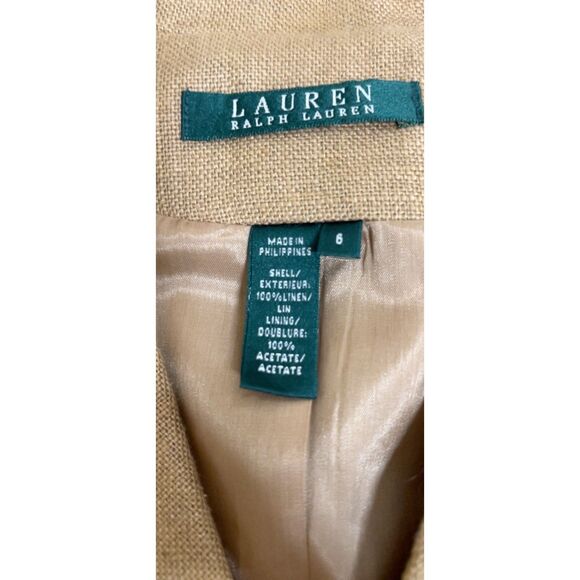 LAUREN
RALPH LAUREN
MADE IN
PHILIPPINES
6
SHELL/
EXTERIEUR:
100%LINEN/
LIN
LINING/
DOUBLURE:
100%
ACETATE/
ACETATE